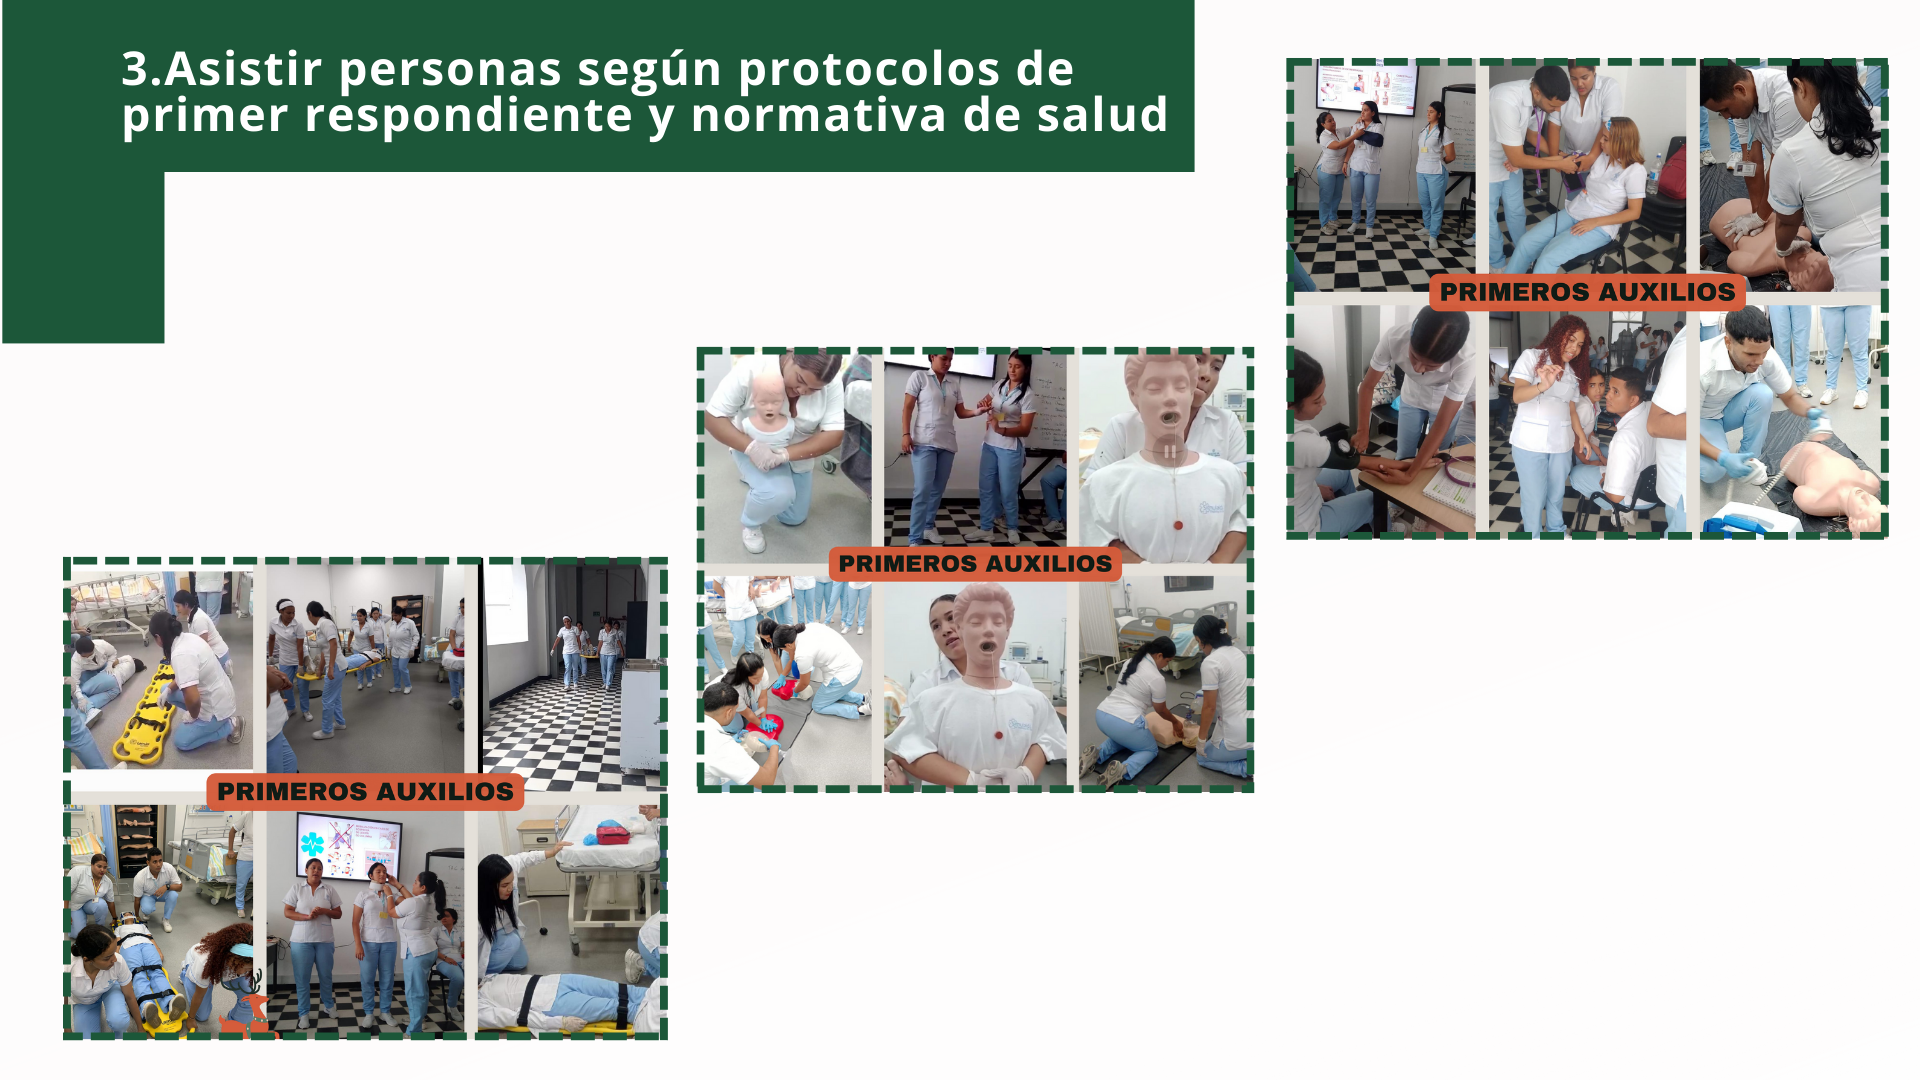 3.Asistir personas según protocolos de
primer respondiente y normativa de salud
PRIMEROS AUXILIOS
PRIMEROS AUXILIOS
PRIMEROS AUXILIOS